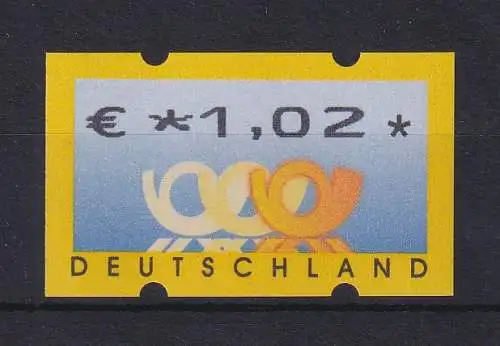 € *1,02 *
DEUTSCHLAND